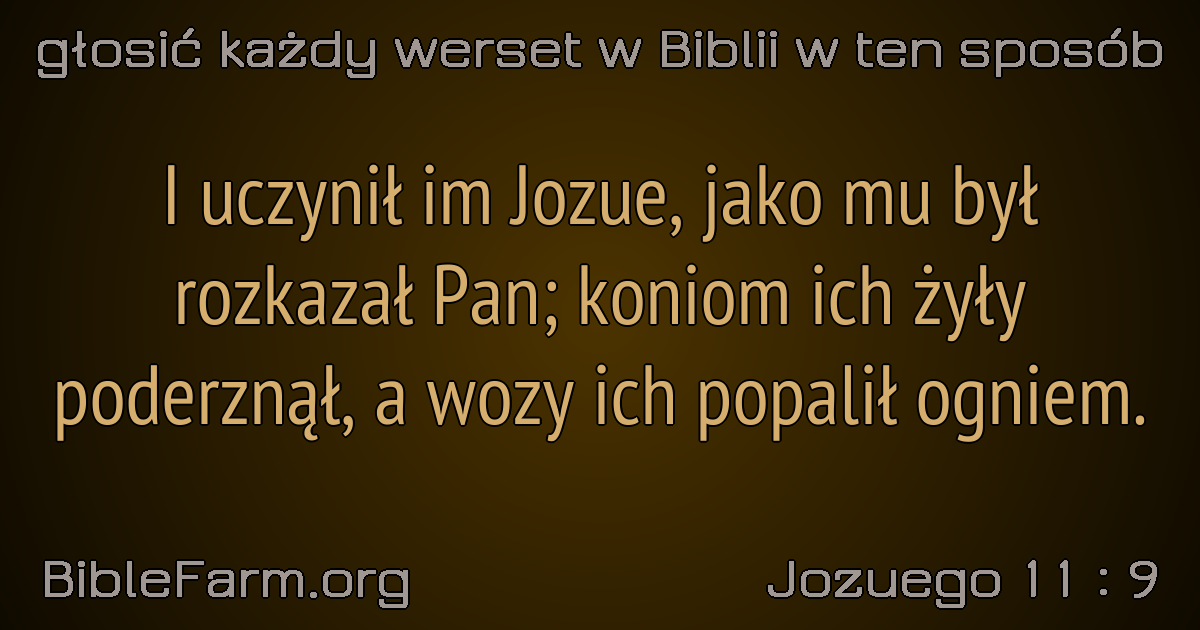 głosić każdy werset w Biblii w ten sposób
I uczynił im Jozue, jako mu był
rozkazał Pan; koniom ich żyły
poderznął, a wozy ich popalił ogniem.
BibleFarm.org
Jozuego 11 : 9